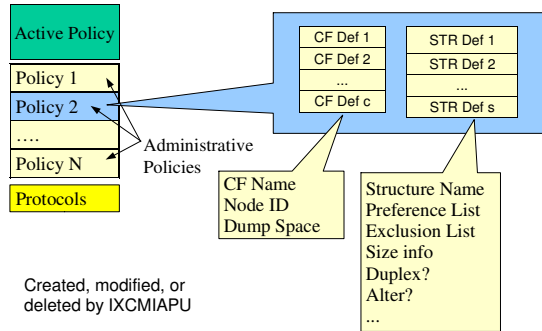 Active Policy
Policy 1
Policy 2
....
Policy N
Protocols
Administrative
Policies
CF Def 1
CF Def 2
...
CF Def c
STR Def 1
STR Def 2
...
STR Def s
CF Name
Node ID
Dump Space
Structure Name
Preference List
Exclusion List
Size info
Duplex?
Alter?
...
Created, modified, or
deleted by IXCMIAPU